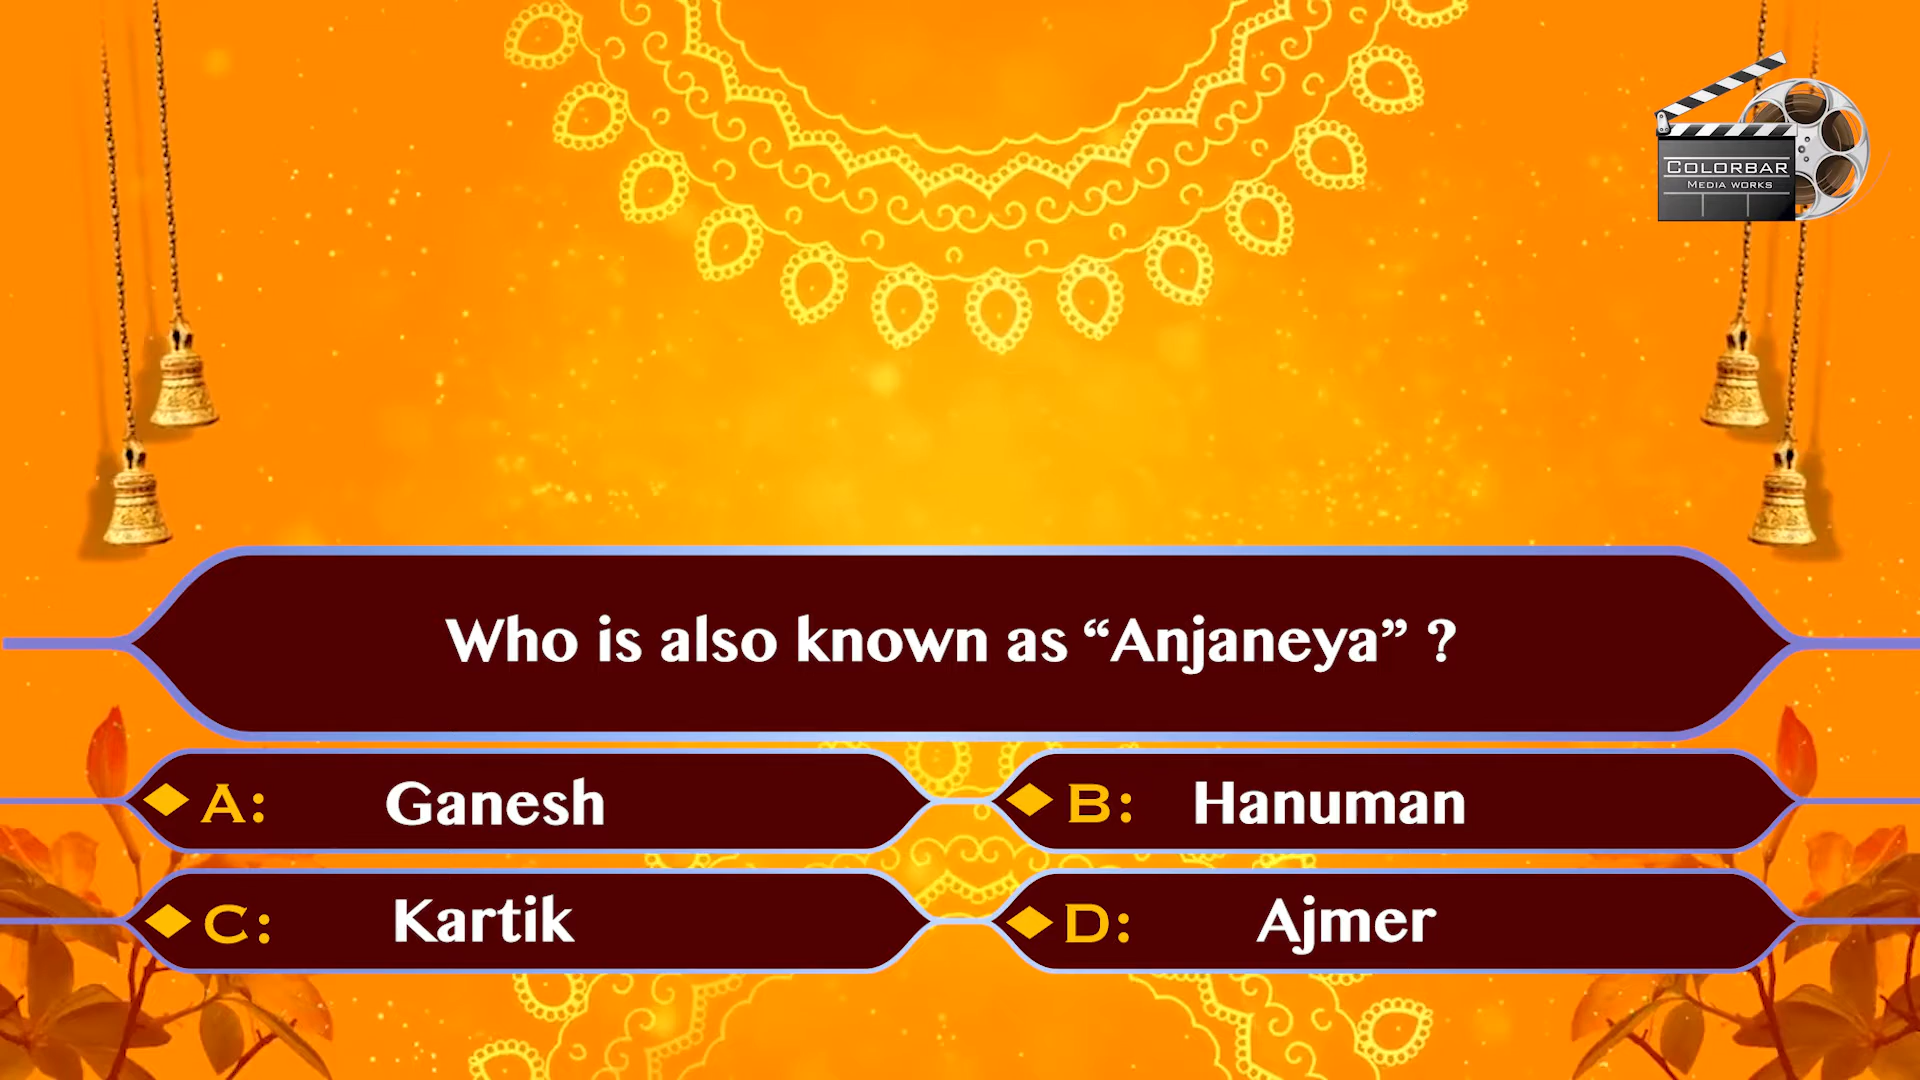 COLORBAR
MEDIA WORKS
Who is also known as “Anjaneya” ?
A: Ganesh
B: Hanuman
C: Kartik
D: Ajmer